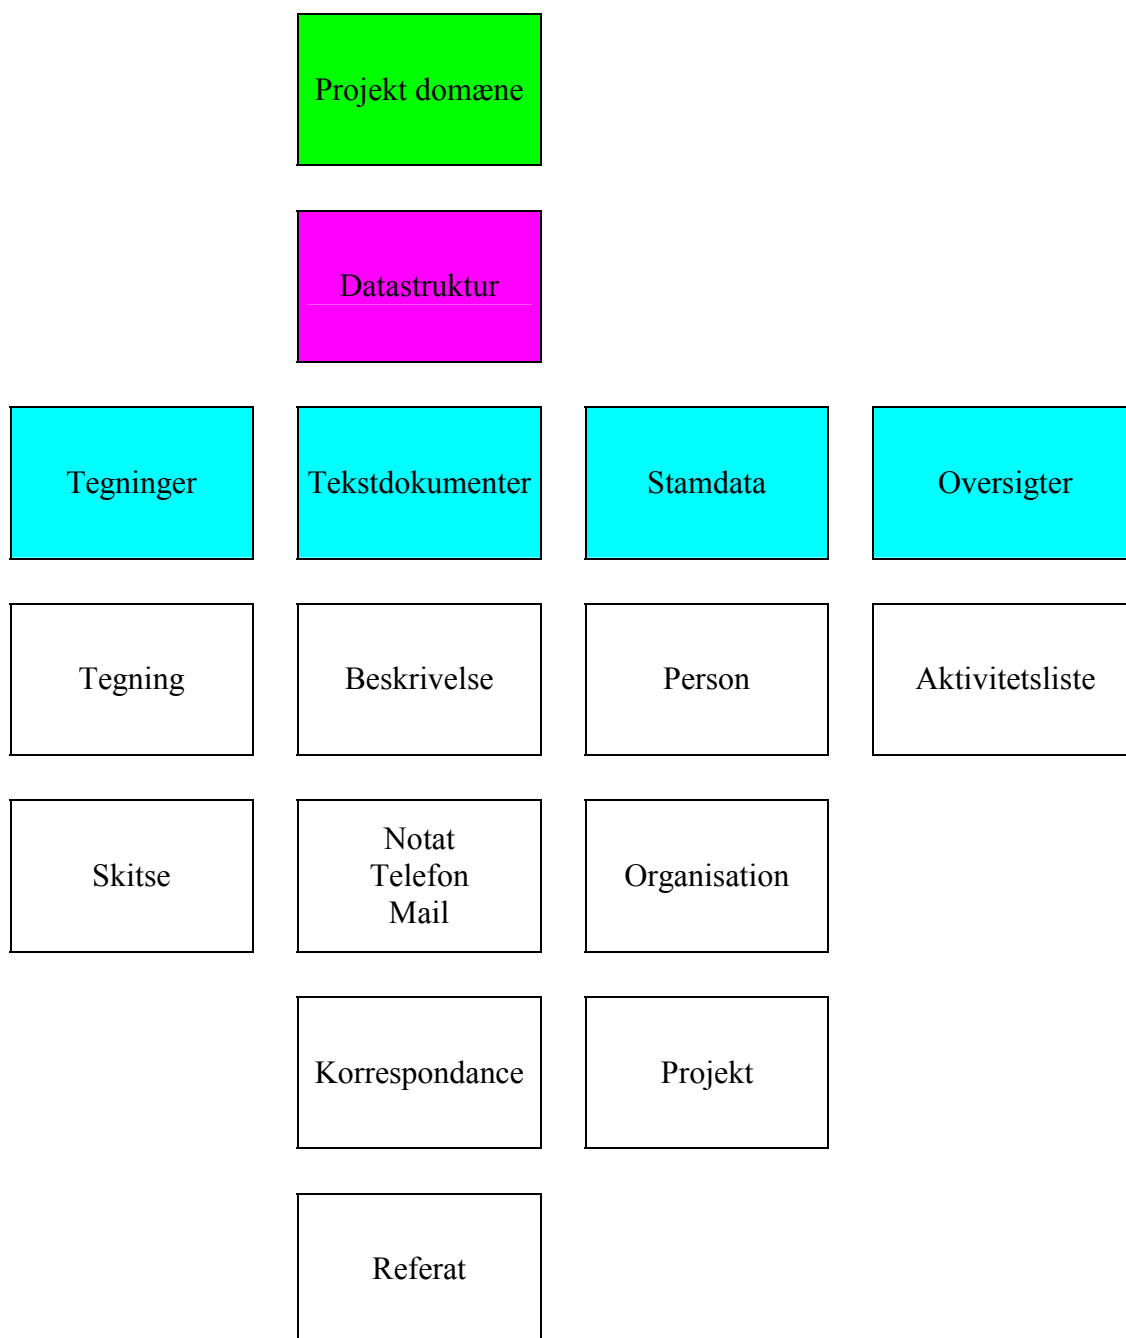 Projekt domæne
Datastruktur
Tegninger
Tekstdokumenter
Stamdata
Oversigter
Tegning
Beskrivelse
Person
Aktivitetsliste
Skitse
Notat
Telefon
Mail
Organisation
Korrespondance
Projekt
Referat